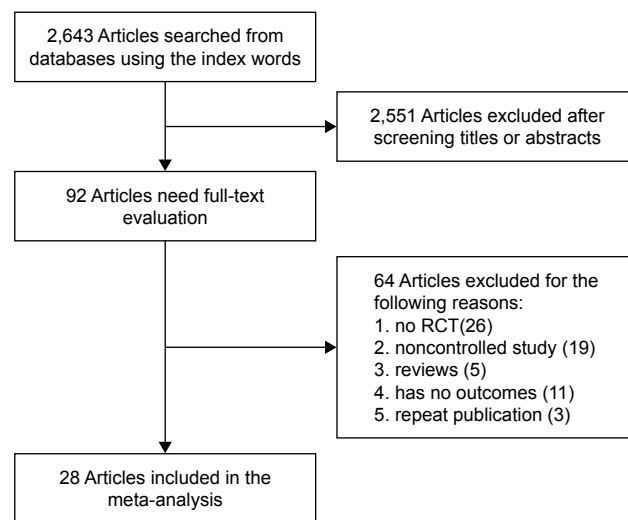 2,643 Articles searched from
databases using the index words
2,551 Articles excluded after
screening titles or abstracts
92 Articles need full-text
evaluation
64 Articles excluded for the
following reasons:
1. no RCT(26)
2. noncontrolled study (19)
3. reviews (5)
4. has no outcomes (11)
5. repeat publication (3)
28 Articles included in the
meta-analysis